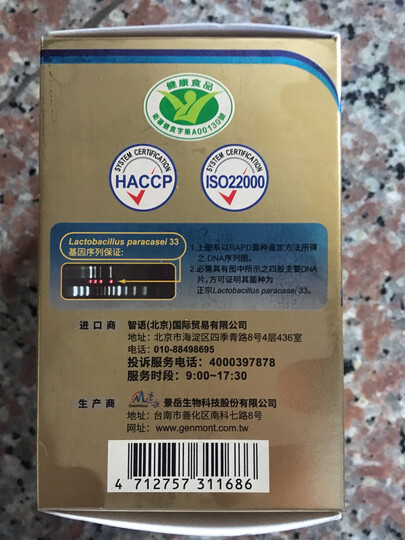 健康食品
衛署健食字第A00130號
SYSTEM CERTIFICATION
HACCP
SYSTEM CERTIFICATION
ISO22000
Lactobacillus paracasei 33
基因序列保证:
1.上图系以RAPD菌种鉴定方法所得
之DNA序列图。
2.必需具有图中所示之四股主要DNA
片,方可证明其菌种为
正宗Lactobacillus paracasei 33。
进口商 智语(北京)国际贸易有限公司
地址:北京市海淀区四季青路8号4层436室
电话:010-88498695
投诉服务电话:4000397878
服务时段:9:00~17:30
生产商 Genmont 景岳生物科技股份有限公司
地址:台南市善化区南科七路8号
网址:www.genmont.com.tw
4 712757 311686